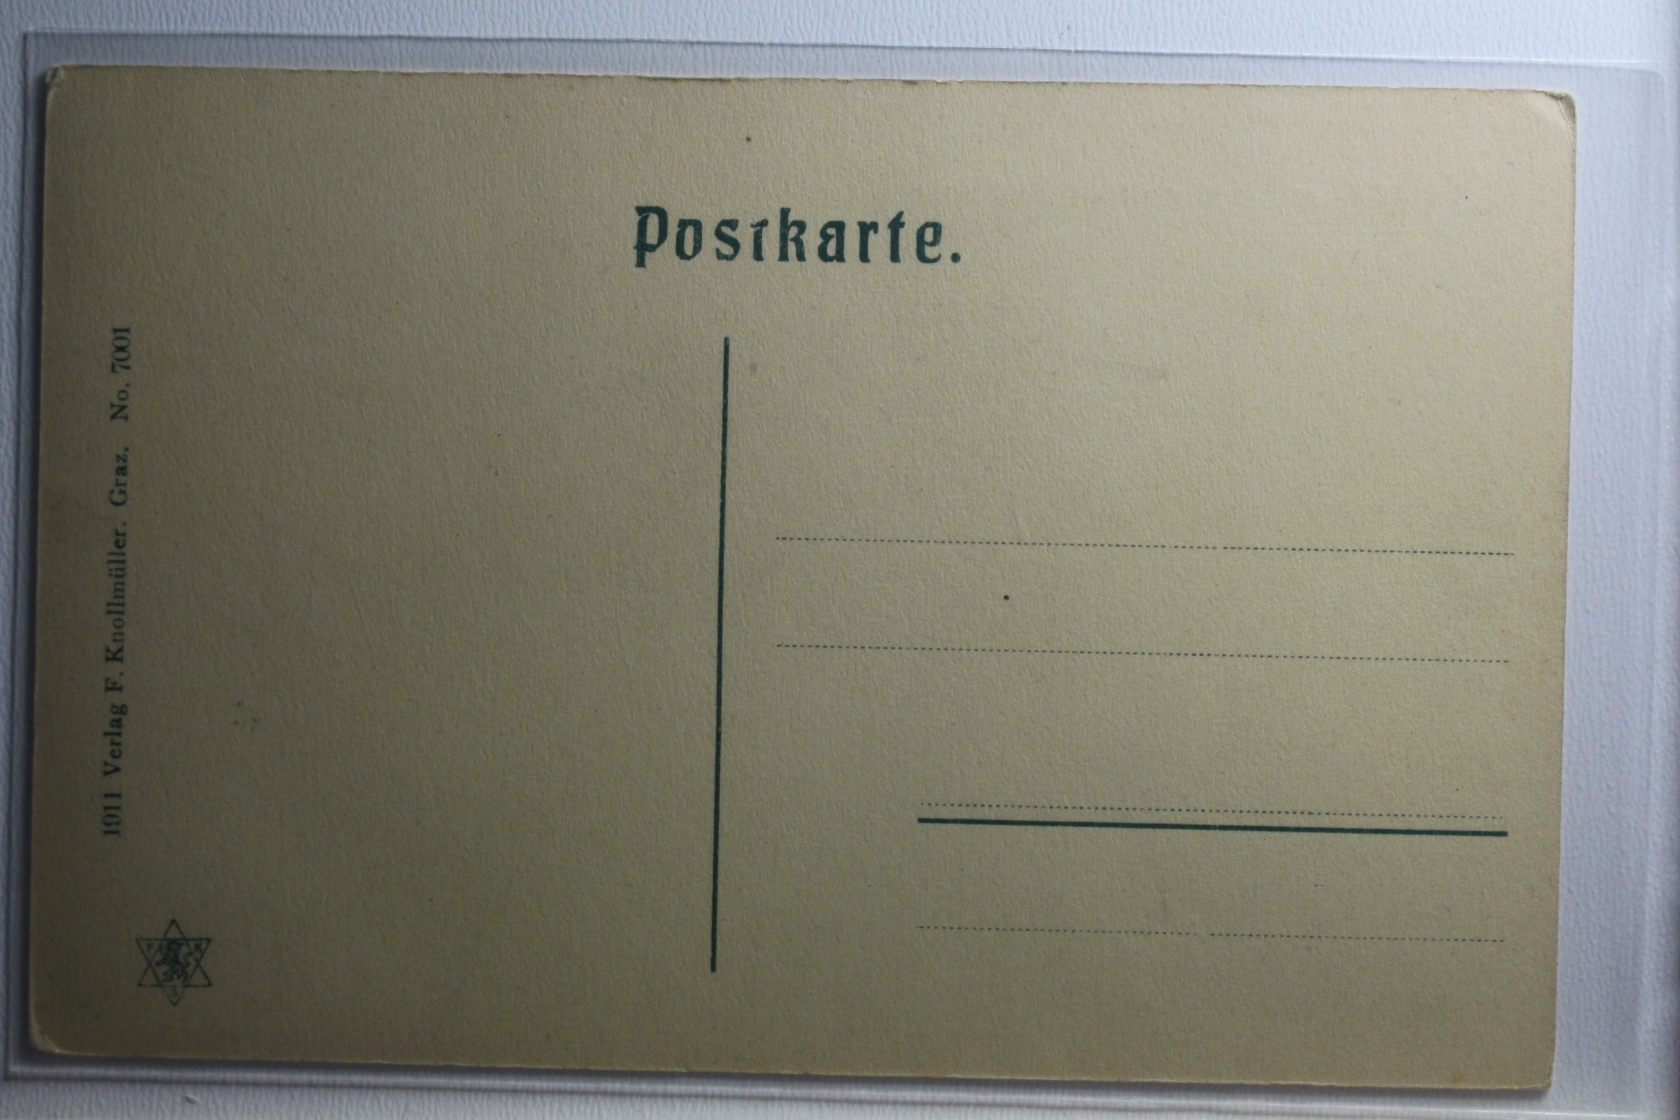 Postkarte.
1911 Verlag F. Knollmüller. Graz. No. 7001
F K